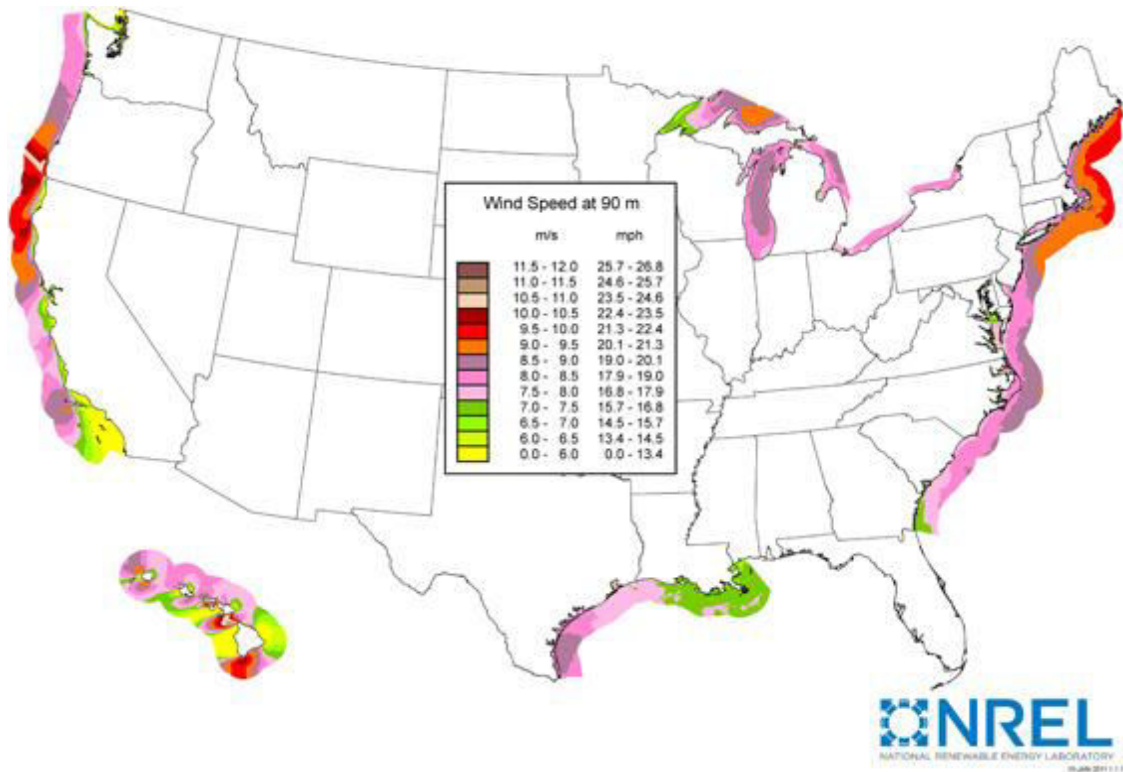 Wind Speed at 90 m
m/s mph
11.5 - 12.0 25.7 - 26.8
11.0 - 11.5 24.6 - 25.7
10.5 - 11.0 23.5 - 24.6
10.0 - 10.5 22.4 - 23.5
9.5 - 10.0 21.3 - 22.4
9.0 - 9.5 20.1 - 21.3
8.5 - 9.0 19.0 - 20.1
8.0 - 8.5 17.9 - 19.0
7.5 - 8.0 16.8 - 17.9
7.0 - 7.5 15.7 - 16.8
6.5 - 7.0 14.5 - 15.7
6.0 - 6.5 13.4 - 14.5
0.0 - 6.0 0.0 - 13.4
NREL
NATIONAL RENEWABLE ENERGY LABORATORY